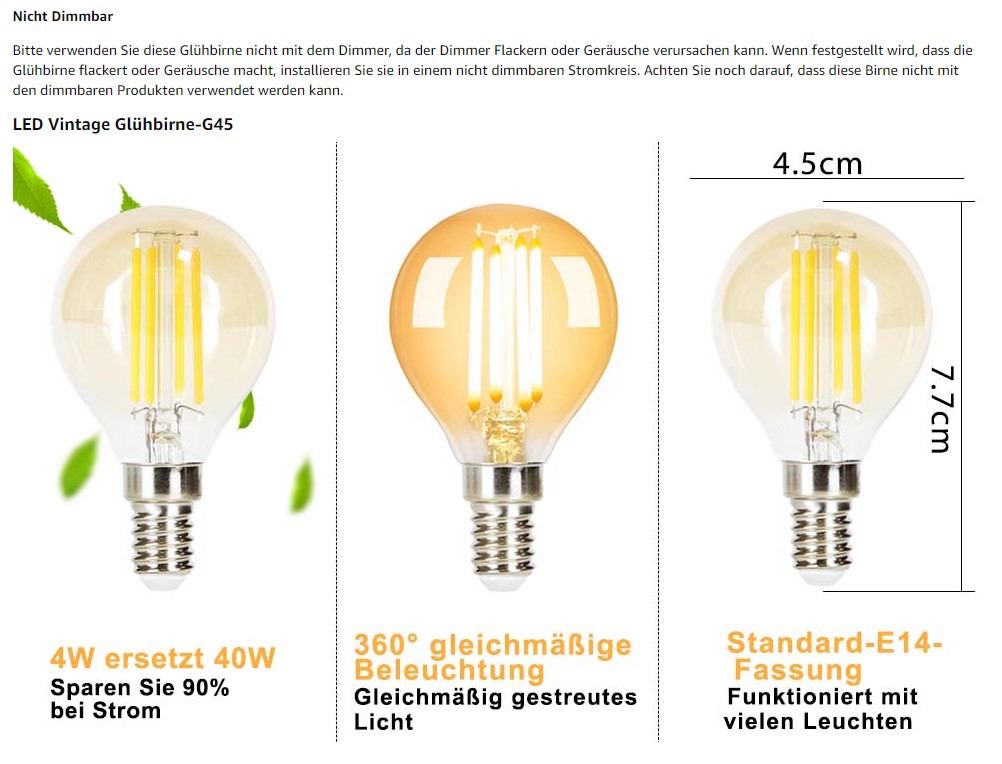 Nicht Dimmbar
Bitte verwenden Sie diese Glühbirne nicht mit dem Dimmer, da der Dimmer Flackern oder Geräusche verursachen kann. Wenn festgestellt wird, dass die
Glühbirne flackert oder Geräusche macht, installieren Sie sie in einem nicht dimmbaren Stromkreis. Achten Sie noch darauf, dass diese Birne nicht mit
den dimmbaren Produkten verwendet werden kann.
LED Vintage Glühbirne-G45
4W ersetzt 40W
Sparen Sie 90%
bei Strom
360° gleichmäßige
Beleuchtung
Gleichmäßig gestreutes
Licht
4.5cm
7.7cm
Standard-E14-
Fassung
Funktioniert mit
vielen Leuchten